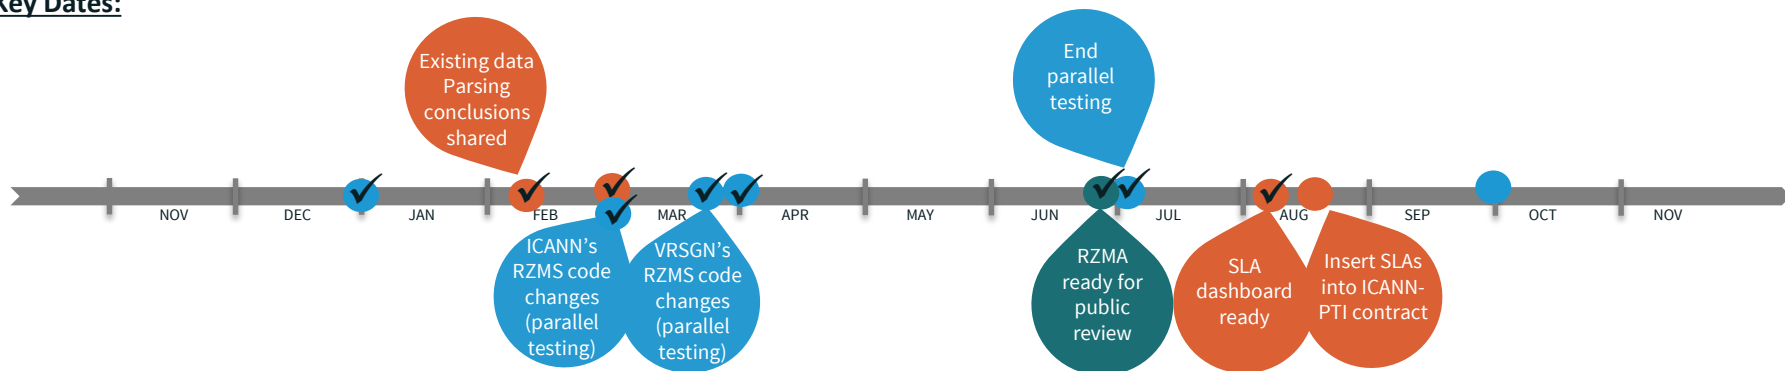 Key Dates:
Existing data
Parsing
conclusions
shared
End
parallel
testing
NOV
DEC
JAN
FEB
MAR
APR
MAY
JUN
JUL
AUG
SEP
OCT
NOV
ICANN's
RZMS code
changes
(parallel
testing)
VRSGN's
RZMS code
changes
(parallel
testing)
RZMA
ready for
public
review
SLA
dashboard
ready
Insert SLAs
into ICANN-
PTI contract